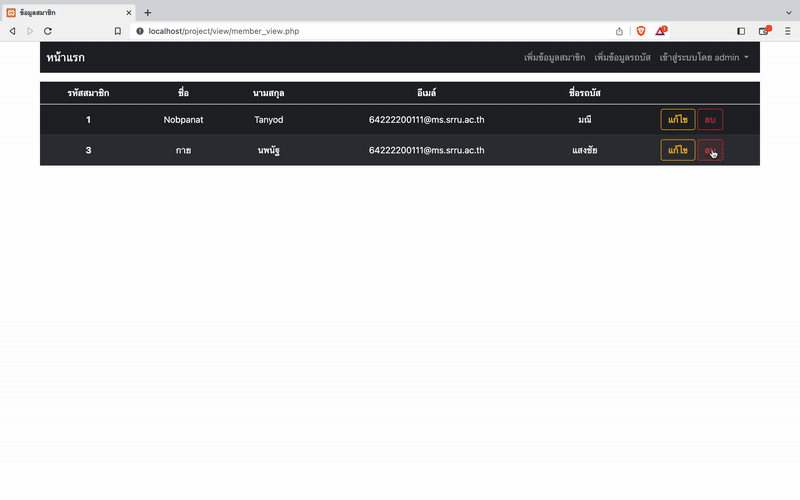 ข้อมูลสมาชิก
localhost/project/view/member_view.php
หน้าแรก เพิ่มข้อมูลสมาชิก เพิ่มข้อมูลรถบัส เข้าสู่ระบบโดย admin
รหัสสมาชิก ชื่อ นามสกุล อีเมล์ ชื่อรถบัส
1 Nobpanat Tanyod 64222200111@ms.srru.ac.th มณี แก้ไข ลบ
3 กาย นพนัฐ 64222200111@ms.srru.ac.th แสงชัย แก้ไข